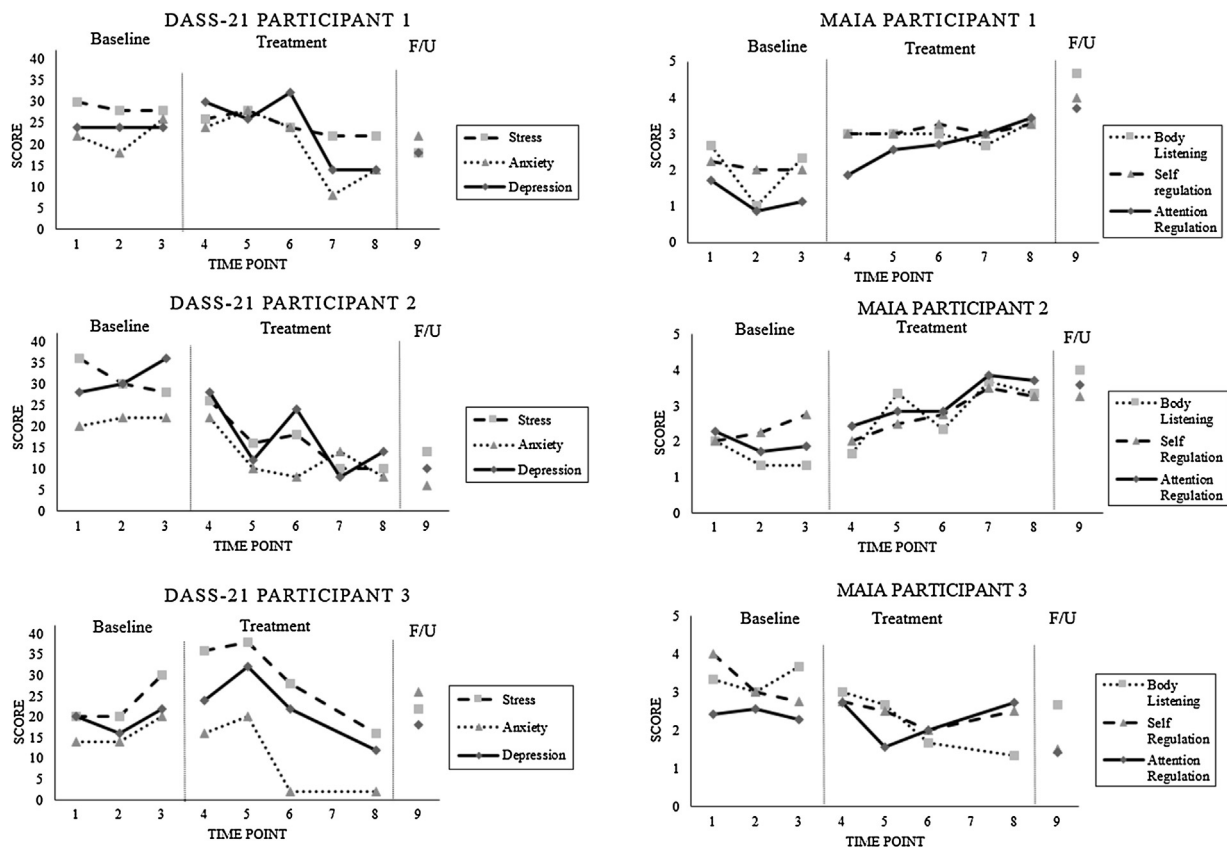 DASS-21 PARTICIPANT 1
Baseline
Treatment
F/U
SCORE
40
35
30
25
20
15
10
5
0
1 2 3 4 5 6 7 8 9
TIME POINT
Stress
Anxiety
Depression
MAIA PARTICIPANT 1
Baseline
Treatment
F/U
SCORE
5
4
3
2
1
0
1 2 3 4 5 6 7 8 9
TIME POINT
Body
Listening
Self
regulation
Attention
Regulation
DASS-21 PARTICIPANT 2
Baseline
Treatment
F/U
SCORE
40
35
30
25
20
15
10
5
0
1 2 3 4 5 6 7 8 9
TIME POINT
Stress
Anxiety
Depression
MAIA PARTICIPANT 2
Baseline
Treatment
F/U
SCORE
5
4
3
2
1
0
1 2 3 4 5 6 7 8 9
TIME POINT
Body
Listening
Self
Regulation
Attention
Regulation
DASS-21 PARTICIPANT 3
Baseline
Treatment
F/U
SCORE
40
35
30
25
20
15
10
5
0
1 2 3 4 5 6 7 8 9
TIME POINT
Stress
Anxiety
Depression
MAIA PARTICIPANT 3
Baseline
Treatment
F/U
SCORE
5
4
3
2
1
0
1 2 3 4 5 6 7 8 9
TIME POINT
Body
Listening
Self
Regulation
Attention
Regulation